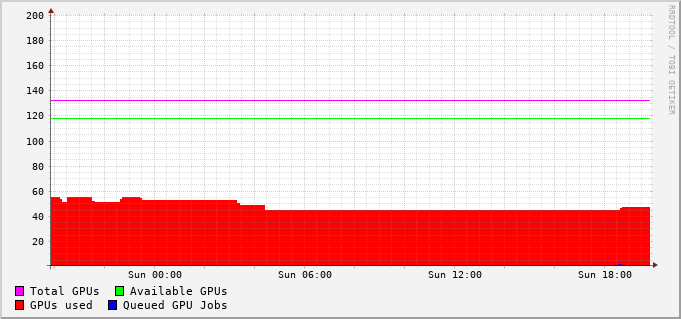 200
180
160
140
120
100
80
60
40
20
Sun 00:00 Sun 06:00 Sun 12:00 Sun 18:00
Total GPUs Available GPUs
GPUs used Queued GPU Jobs
RRDTOOL / TOBI OETIKER